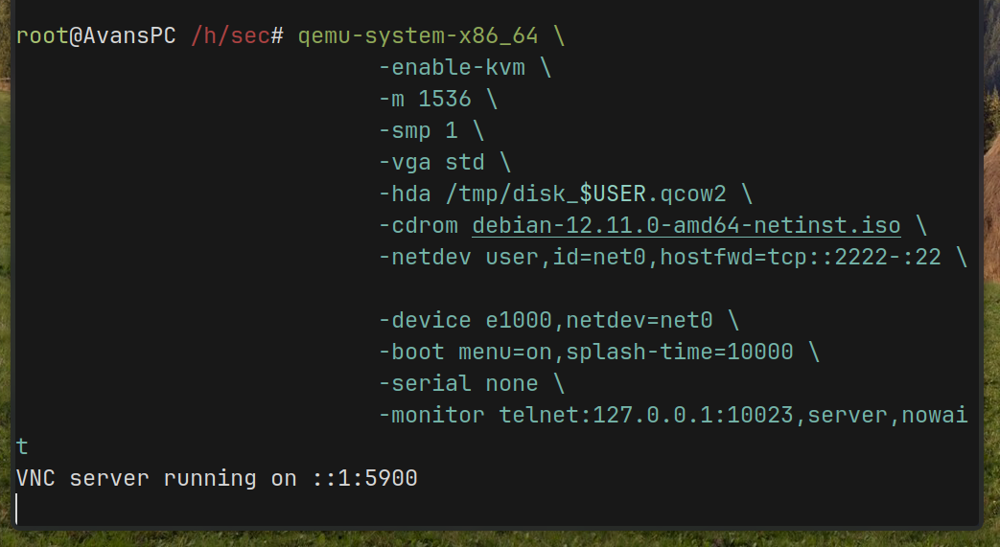 root@AvansPC /h/sec# qemu-system-x86_64 \
-enable-kvm \
-m 1536 \
-smp 1 \
-vga std \
-hda /tmp/disk_$USER.qcow2 \
-cdrom debian-12.11.0-amd64-netinst.iso \
-netdev user,id=net0,hostfwd=tcp::2222-:22 \
-device e1000,netdev=net0 \
-boot menu=on,splash-time=10000 \
-serial none \
-monitor telnet:127.0.0.1:10023,server,nowai
t
VNC server running on ::1:5900